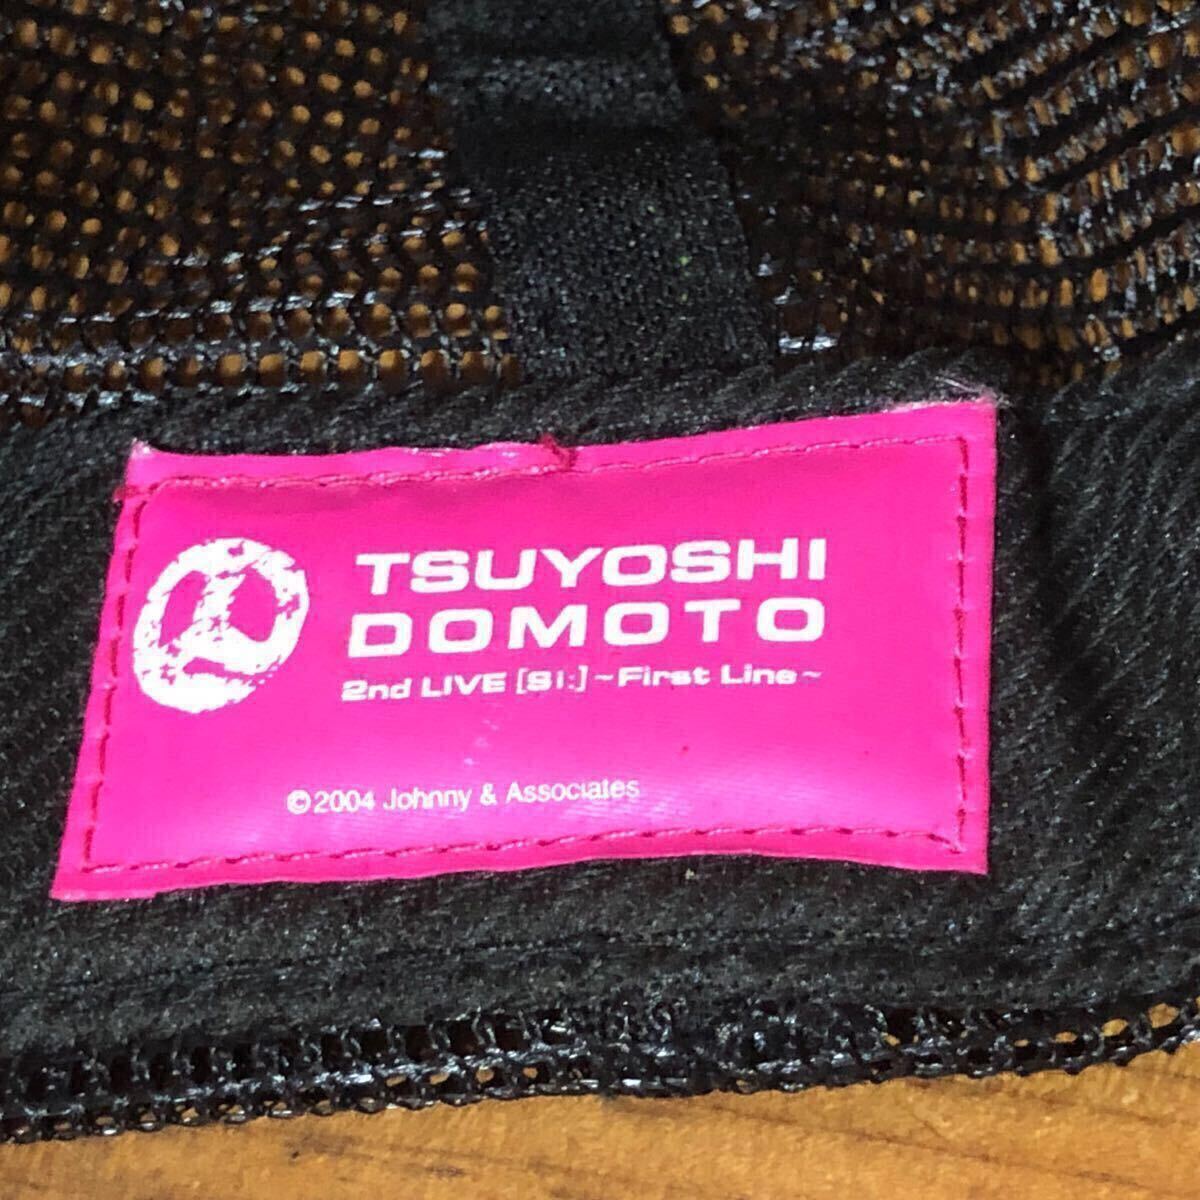 TSUYOSHI
DOMOTO
2nd LIVE [si:] ~First Line~
©2004 Johnny & Associates